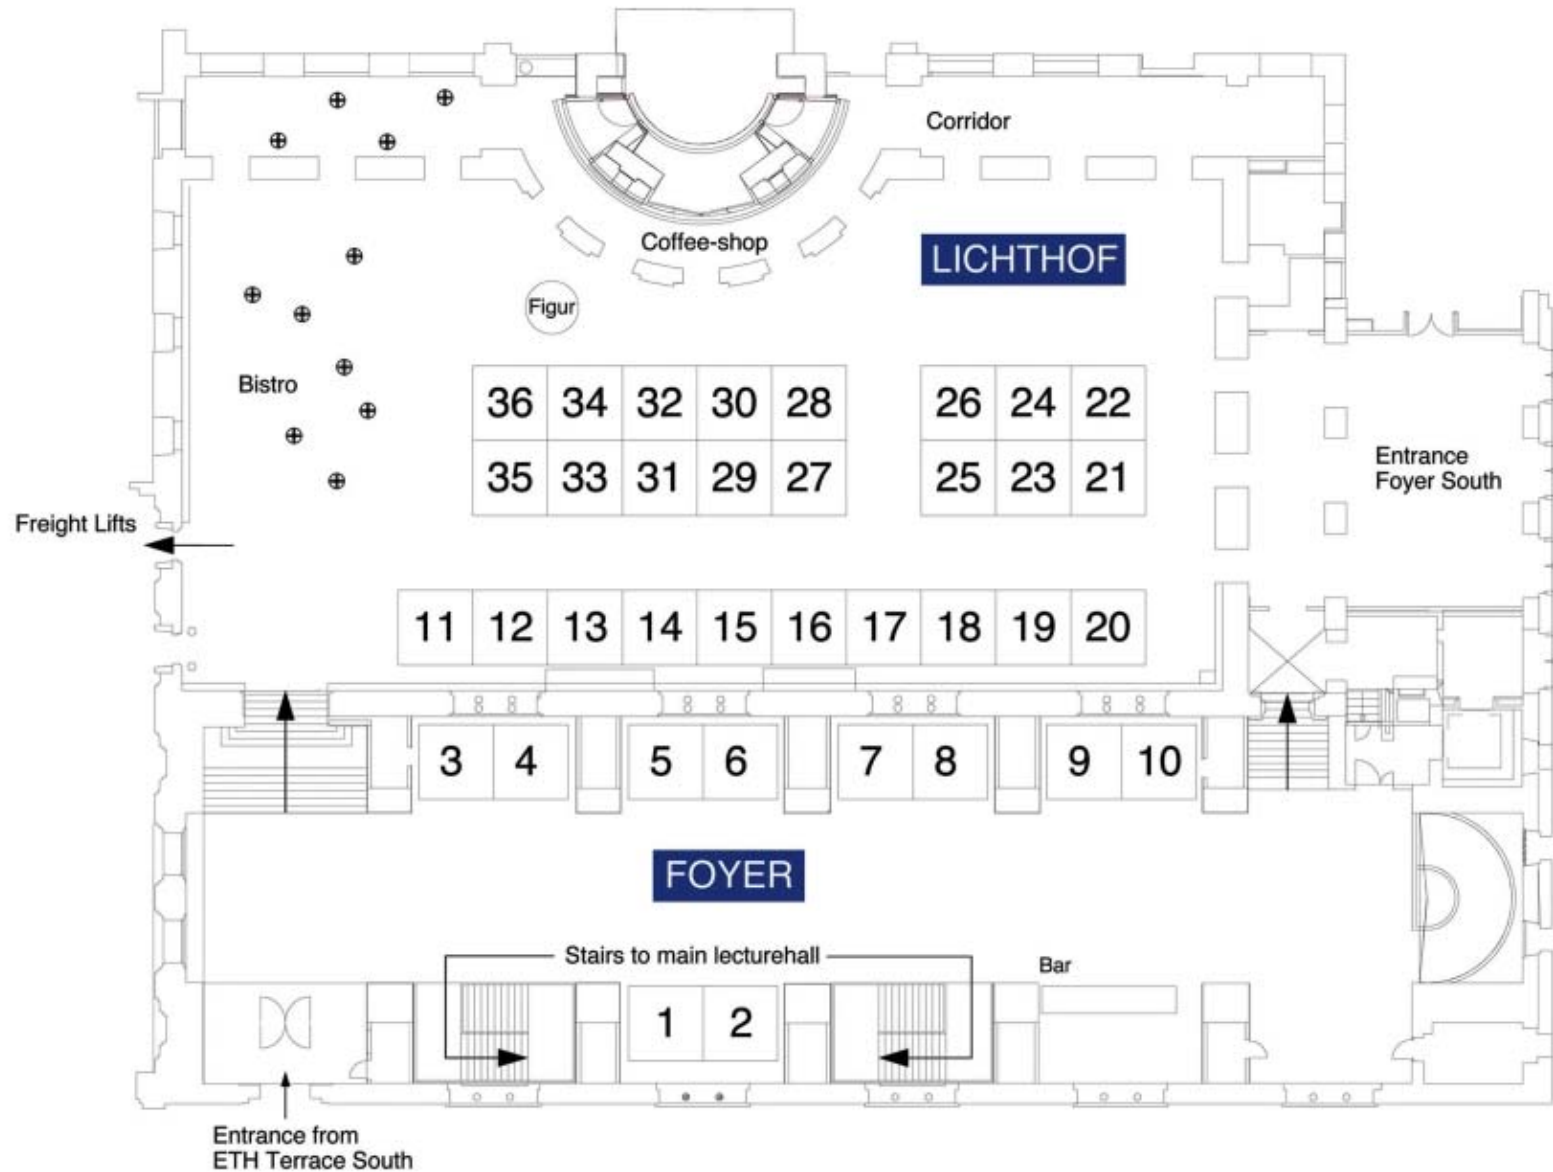 Corridor
Coffee-shop
LICHTHOF
Figur
Bistro
36 34 32 30 28 26 24 22
35 33 31 29 27 25 23 21
Entrance
Foyer South
Freight Lifts
11 12 13 14 15 16 17 18 19 20
3 4 5 6 7 8 9 10
FOYER
Stairs to main lecturehall
Bar
1 2
Entrance from
ETH Terrace South